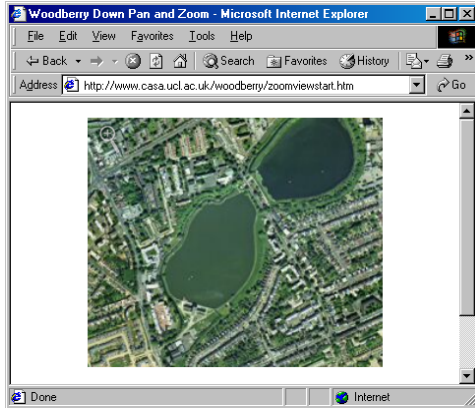 Woodberry Down Pan and Zoom - Microsoft Internet Explorer
File Edit View Favorites Tools Help
Back Search Favorites History »
Address http://www.casa.ucl.ac.uk/woodberry/zoomviewstart.htm Go
Done Internet